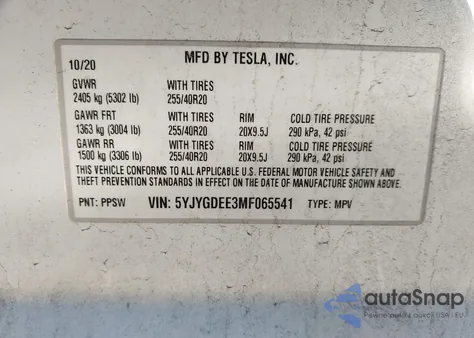 10/20 MFD BY TESLA, INC.
GVWR WITH TIRES
2405 kg (5302 lb) 255/40R20
GAWR FRT WITH TIRES RIM COLD TIRE PRESSURE
1363 kg (3004 lb) 255/40R20 20X9.5J 290 kPa, 42 psi
GAWR RR WITH TIRES RIM COLD TIRE PRESSURE
1500 kg (3306 lb) 255/40R20 20X9.5J 290 kPa, 42 psi
THIS VEHICLE CONFORMS TO ALL APPLICABLE U.S. FEDERAL MOTOR VEHICLE SAFETY AND
THEFT PREVENTION STANDARDS IN EFFECT ON THE DATE OF MANUFACTURE SHOWN ABOVE.
PNT: PPSW VIN: 5YJYGDEE3MF065541 TYPE: MPV
autoSnap